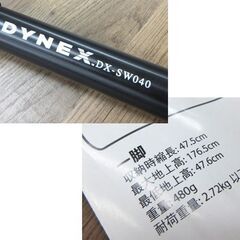 DYNEX.DX-SW040
一脚
収納時縮長: 47.5cm
最大地上高: 176.5cm
最低地上高: 47.6cm
重量: 480g
耐荷重量: 2.72kg 以